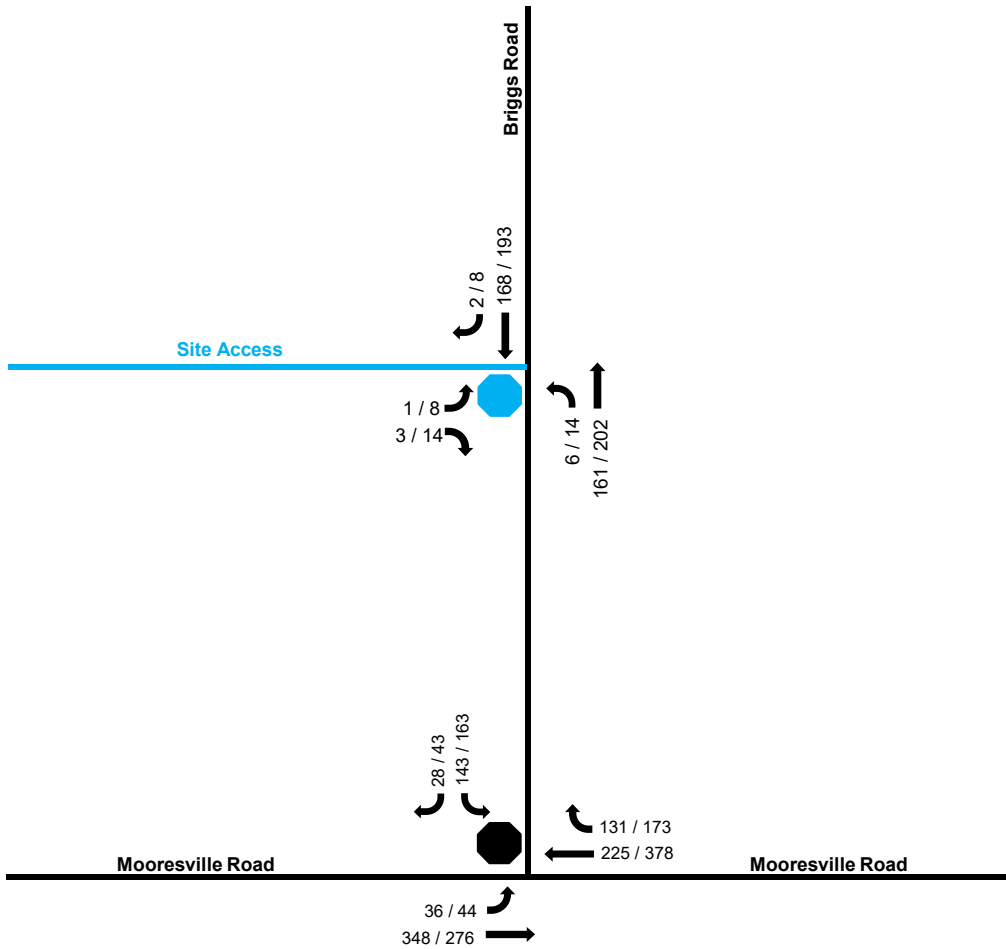 Briggs Road
2 / 8
168 / 193
Site Access
1 / 8
3 / 14
6 / 14
161 / 202
28 / 43
143 / 163
131 / 173
225 / 378
Mooresville Road
Mooresville Road
36 / 44
348 / 276